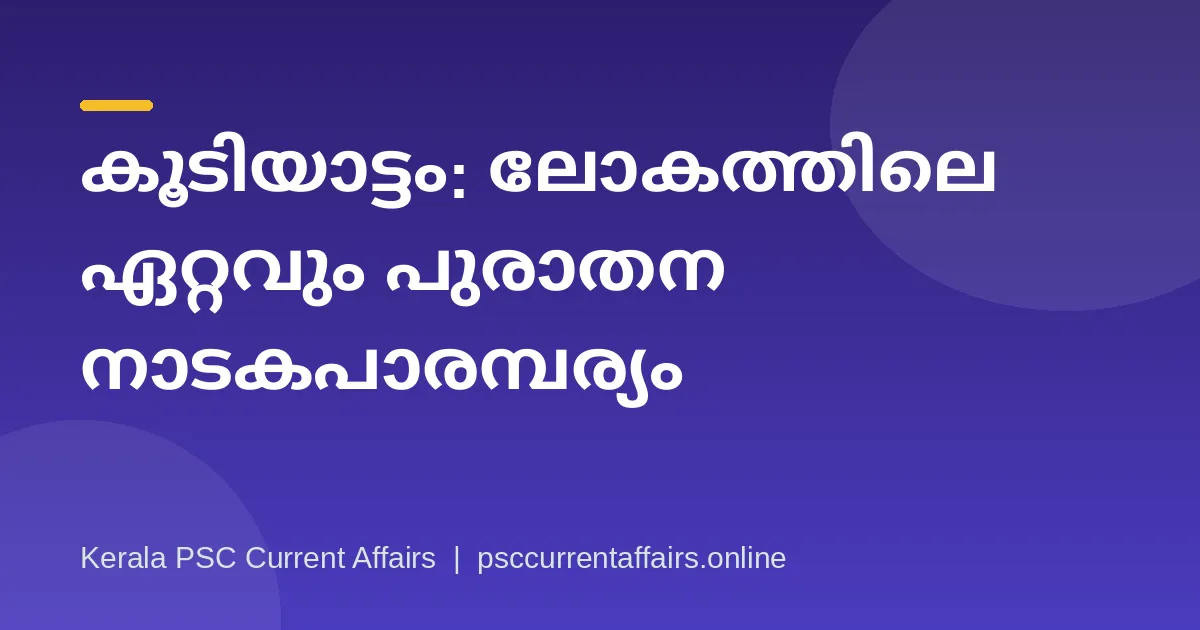 കൂടിയാട്ടം: ലോകത്തിലെ
ഏറ്റവും പുരാതന
നാടകപാരമ്പര്യം
Kerala PSC Current Affairs | psccurrentaffairs.online